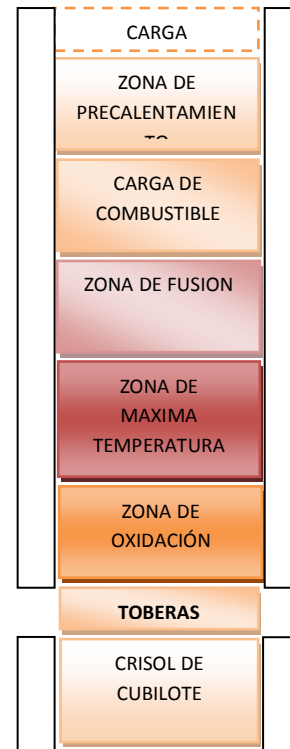 CARGA
ZONA DE
PRECALENTAMIEN
TO
CARGA DE
COMBUSTIBLE
ZONA DE FUSION
ZONA DE
MAXIMA
TEMPERATURA
ZONA DE
OXIDACIÓN
TOBERAS
CRISOL DE
CUBILOTE